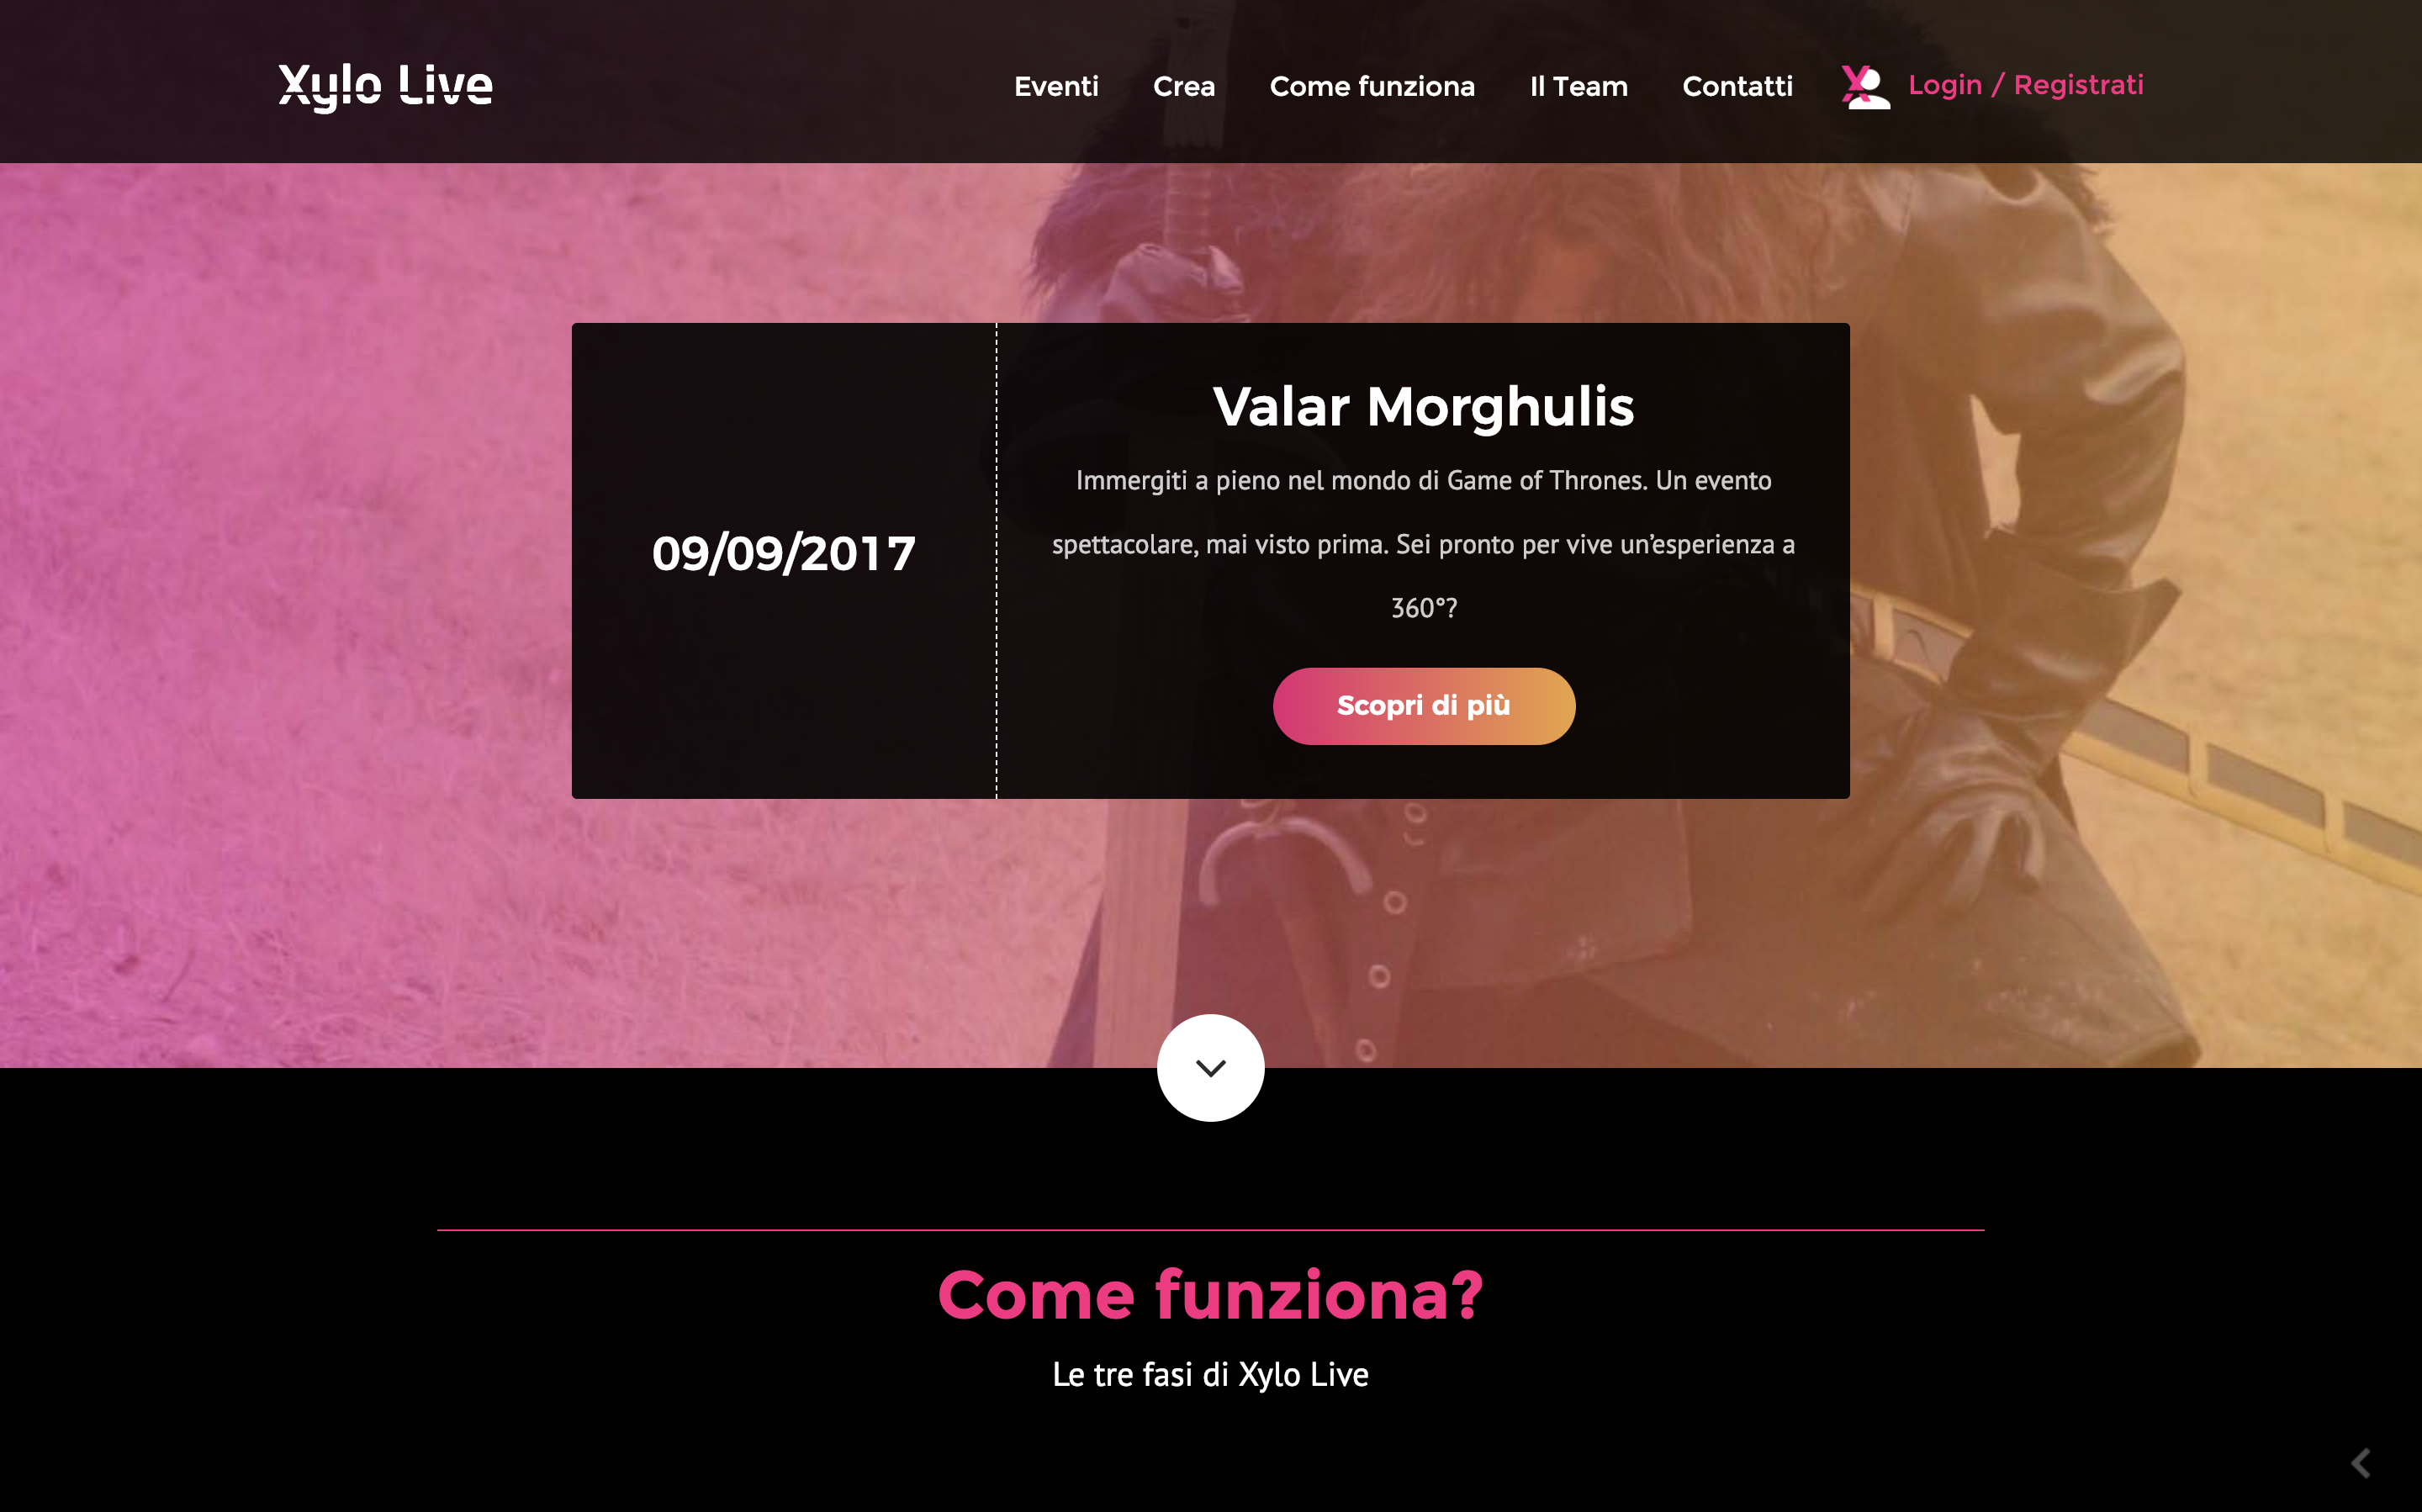 Xylo Live
Eventi
Crea
Come funziona
Il Team
Contatti
Login / Registrati
09/09/2017
Valar Morghulis
Immergiti a pieno nel mondo di Game of Thrones. Un evento
spettacolare, mai visto prima. Sei pronto per vive un’esperienza a
360°?
Scopri di più
Come funziona?
Le tre fasi di Xylo Live